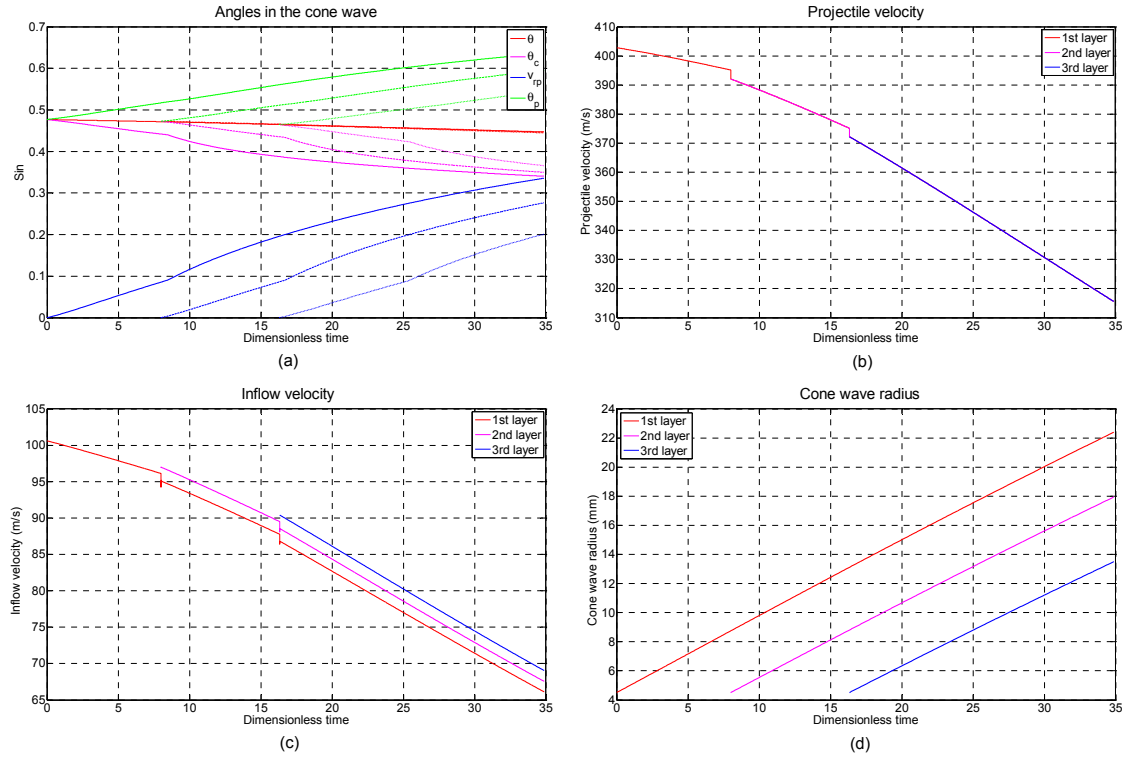 Angles in the cone wave
0.7
0.6
0.5
0.4
0.3
0.2
0.1
0
Sin
θ
θc
vrp
θp
0 5 10 15 20 25 30 35
Dimensionless time
(a)
Projectile velocity
410
400
390
380
370
360
350
340
330
320
310
Projectile velocity (m/s)
1st layer
2nd layer
3rd layer
0 5 10 15 20 25 30 35
Dimensionless time
(b)
Inflow velocity
105
100
95
90
85
80
75
70
65
Inflow velocity (m/s)
1st layer
2nd layer
3rd layer
0 5 10 15 20 25 30 35
Dimensionless time
(c)
Cone wave radius
24
22
20
18
16
14
12
10
8
6
4
Cone wave radius (mm)
1st layer
2nd layer
3rd layer
0 5 10 15 20 25 30 35
Dimensionless time
(d)